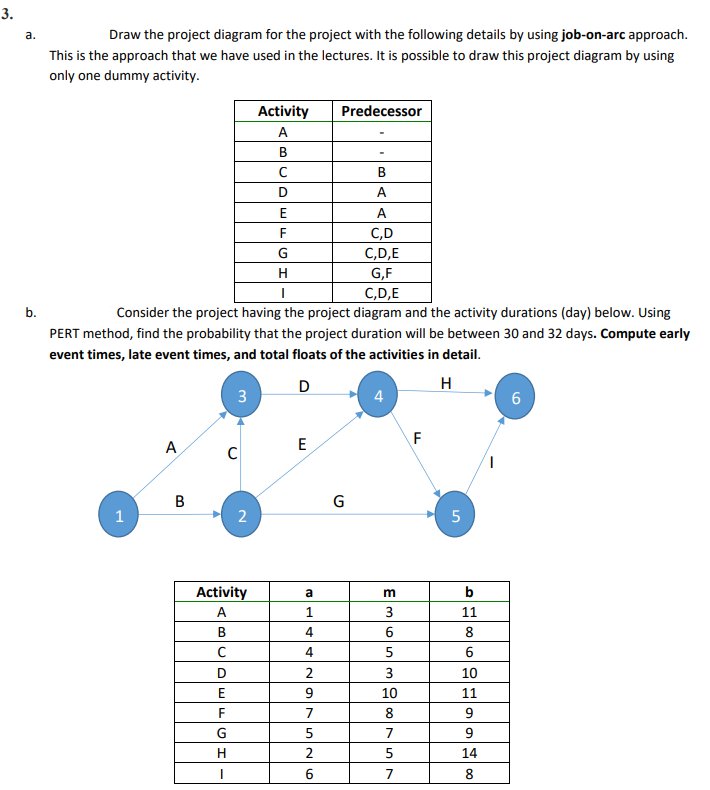 3.
a. Draw the project diagram for the project with the following details by using job-on-arc approach.
This is the approach that we have used in the lectures. It is possible to draw this project diagram by using
only one dummy activity.
Activity Predecessor
A -
B -
C B
D A
E A
F C,D
G C,D,E
H G,F
I C,D,E
b. Consider the project having the project diagram and the activity durations (day) below. Using
PERT method, find the probability that the project duration will be between 30 and 32 days. Compute early
event times, late event times, and total floats of the activities in detail.
D
H
3
4
6
A
C
E
F
I
B
G
1
2
5
Activity a m b
A 1 3 11
B 4 6 8
C 4 5 6
D 2 3 10
E 9 10 11
F 7 8 9
G 5 7 9
H 2 5 14
I 6 7 8